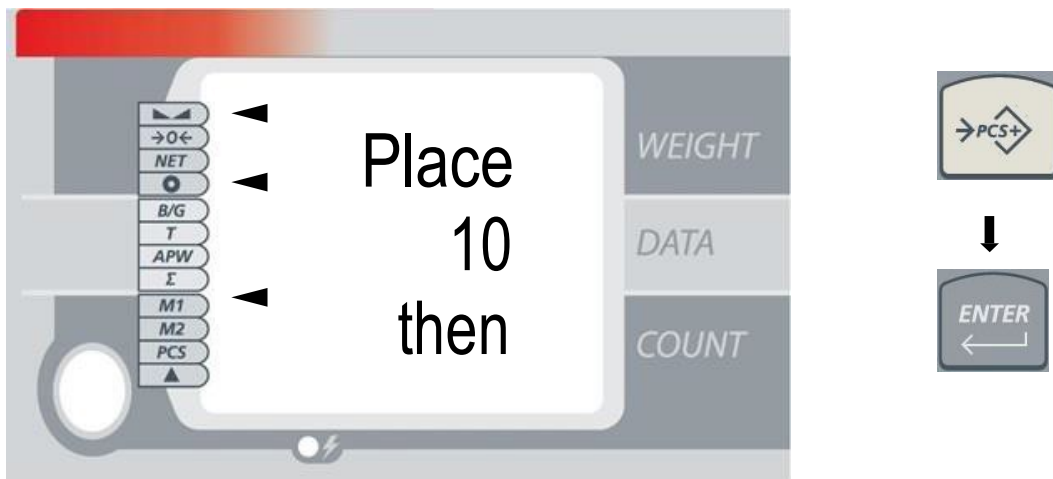 →0←
NET
B/G
T
APW
Σ
M1
M2
PCS
Place
10
then
WEIGHT
DATA
COUNT
→PCS+
ENTER